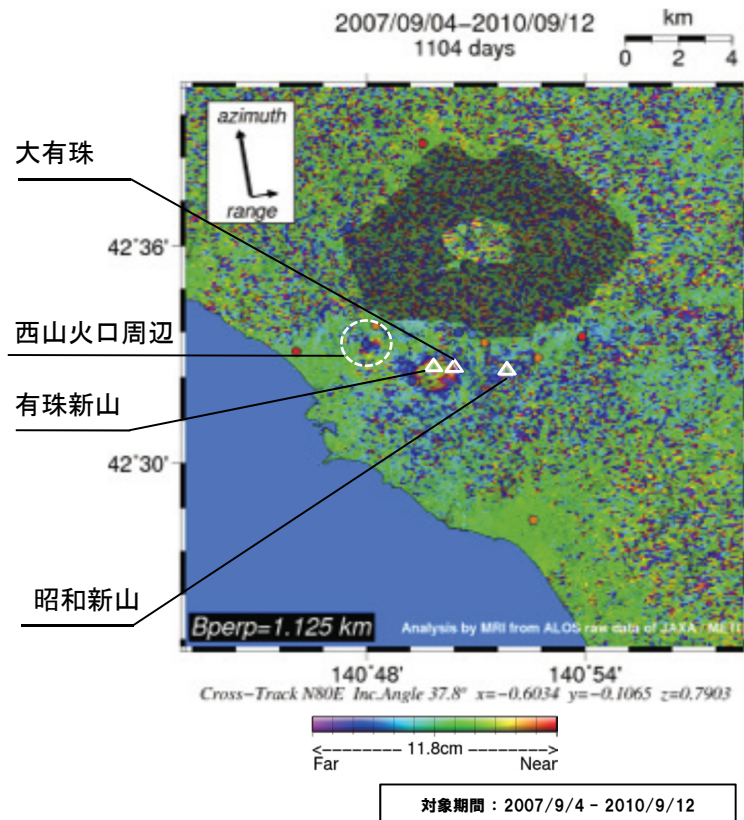 2007/09/04−2010/09/12
1104 days
km
0 2 4
azimuth
range
大有珠
42˚36'
西山火口周辺
有珠新山
42˚30'
昭和新山
Bperp=1.125 km
Analysis by MRI from ALOS raw data of JAXA / METI
140˚48' 140˚54'
Cross−Track N80E Inc.Angle 37.8° x=−0.6034 y=−0.1065 z=0.7903
<-------- 11.8cm -------->
Far Near
対象期間：2007/9/4 - 2010/9/12